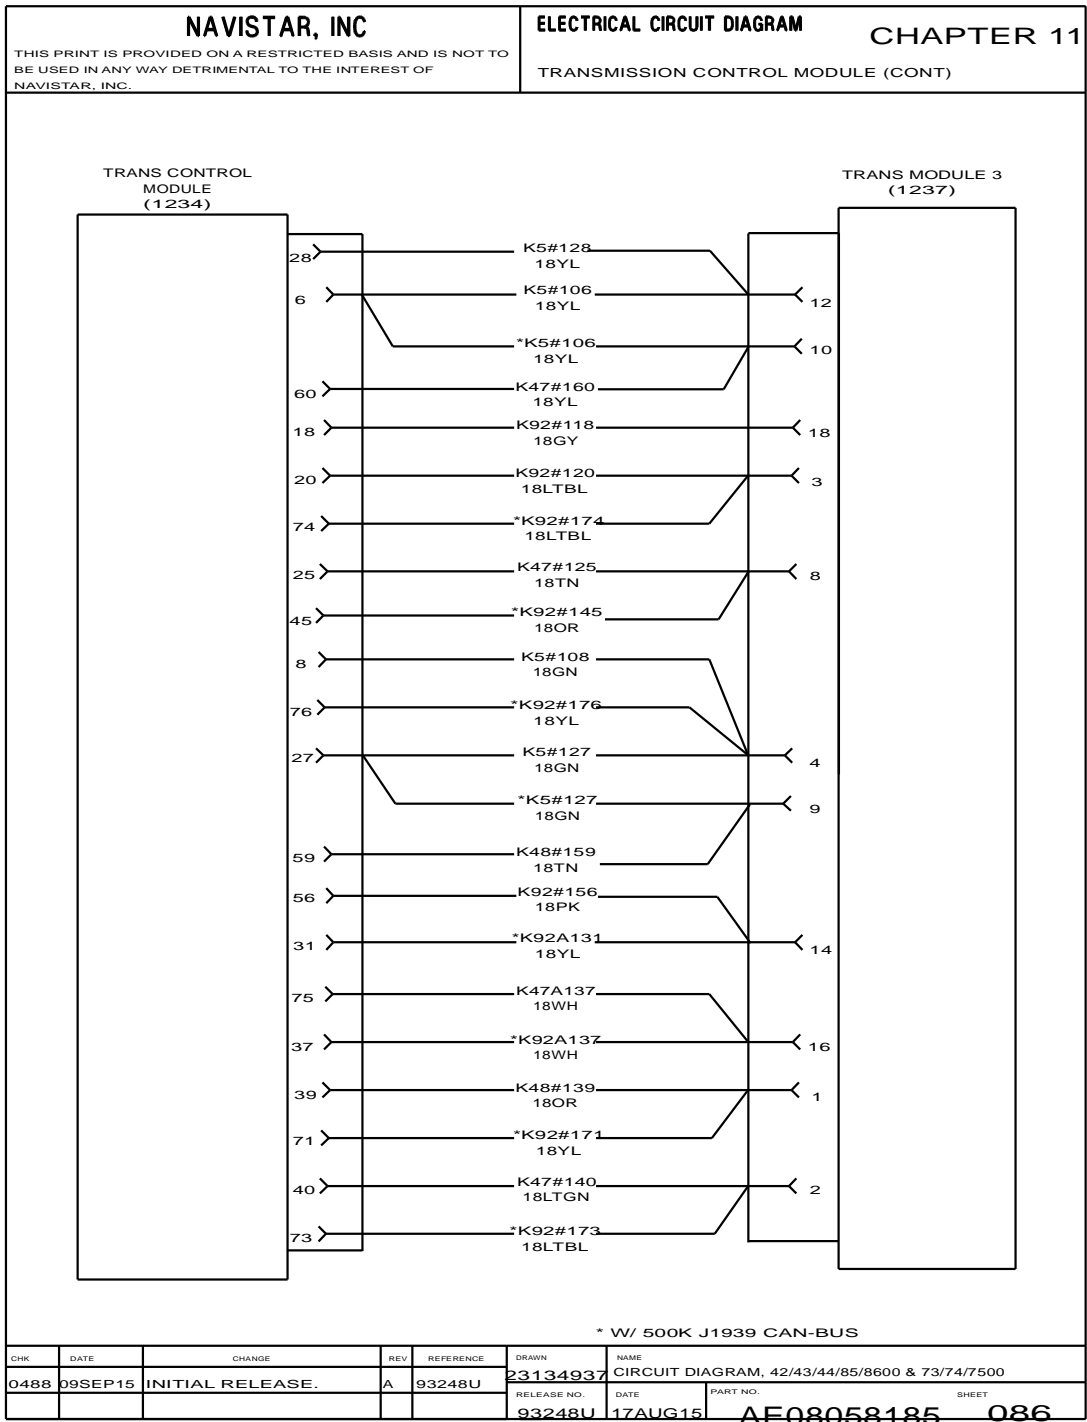 NAVISTAR, INC
THIS PRINT IS PROVIDED ON A RESTRICTED BASIS AND IS NOT TO
BE USED IN ANY WAY DETRIMENTAL TO THE INTEREST OF
NAVISTAR, INC.
ELECTRICAL CIRCUIT DIAGRAM
CHAPTER 11
TRANSMISSION CONTROL MODULE (CONT)
TRANS CONTROL
MODULE
(1234)
TRANS MODULE 3
(1237)
28 K5#128
18YL
6 K5#106 12
18YL
*K5#106 10
18YL
60 K47#160
18YL
18 K92#118 18
18GY
20 K92#120 3
18LTBL
74 *K92#174
18LTBL
25 K47#125 8
18TN
45 *K92#145
18OR
8 K5#108
18GN
76 *K92#176
18YL
27 K5#127 4
18GN
*K5#127 9
18GN
59 K48#159
18TN
56 K92#156
18PK
31 *K92A131 14
18YL
75 K47A137
18WH
37 *K92A137 16
18WH
39 K48#139 1
18OR
71 *K92#171
18YL
40 K47#140 2
18LTGN
73 *K92#173
18LTBL
* W/ 500K J1939 CAN-BUS
CHK DATE CHANGE REV REFERENCE DRAWN NAME
0488 09SEP15 INITIAL RELEASE. A 93248U 23134937 CIRCUIT DIAGRAM, 42/43/44/85/8600 & 73/74/7500
RELEASE NO. DATE PART NO. SHEET
93248U 17AUG15 AE08058185 086